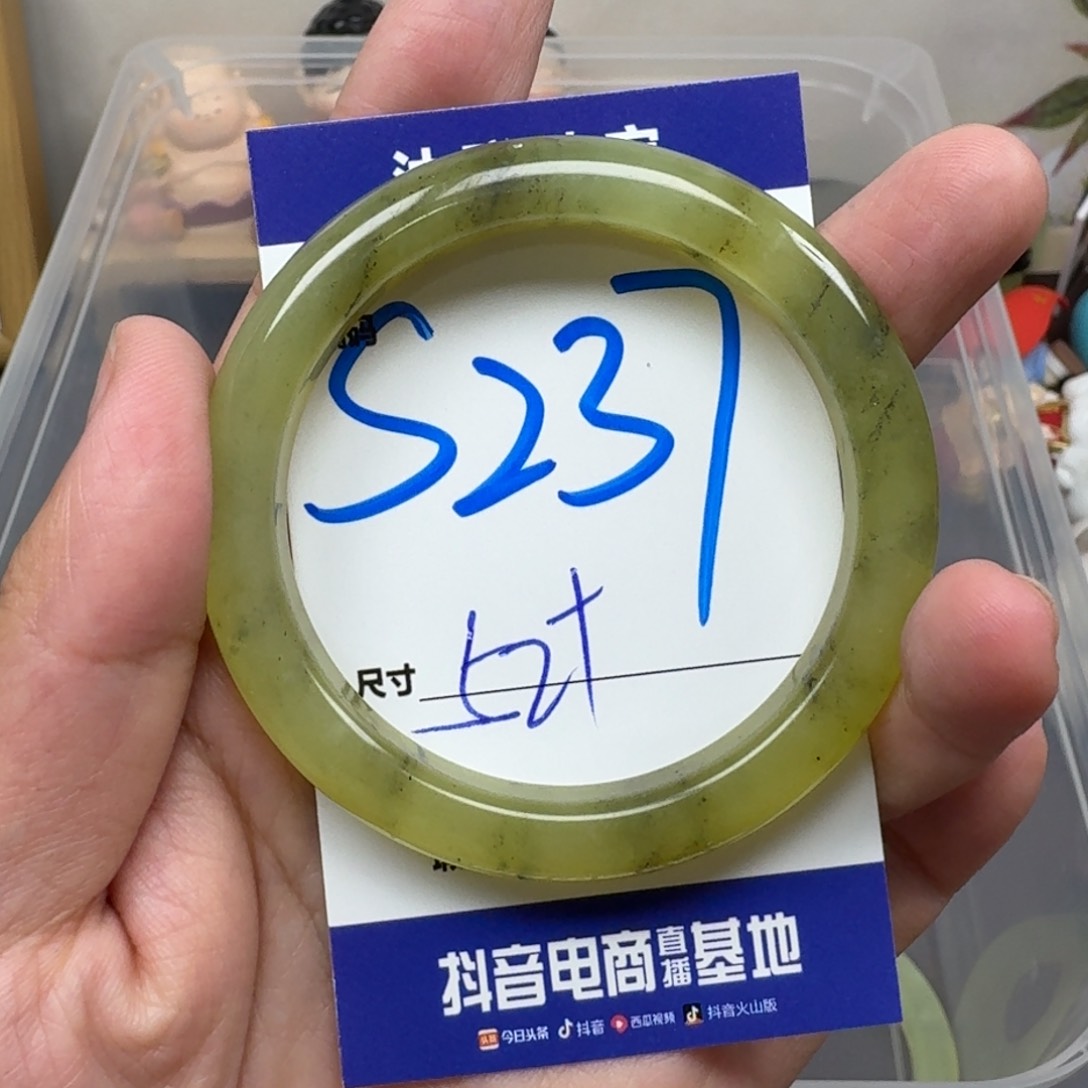 S237
尺寸 52+
抖音电商直播基地
今日头条 抖音 西瓜视频 抖音火山版